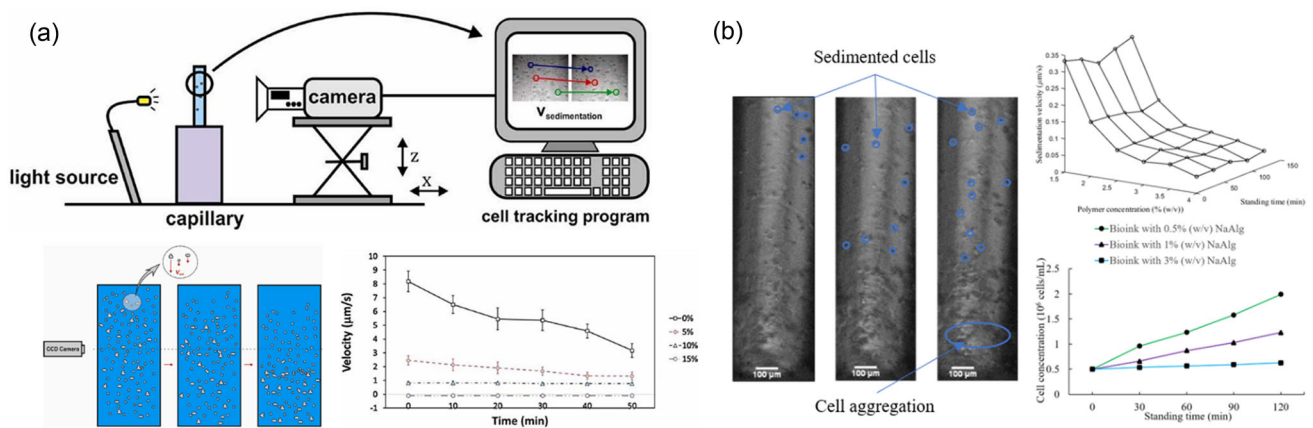 (a)
camera
V sedimentation
light source
z
x
capillary
cell tracking program
CCD Camera
10
9
8
7
6
5
4
3
2
1
0
-1
Velocity (μm/s)
0 10 20 30 40 50
Time (min)
0%
5%
10%
15%
(b)
Sedimented cells
100 μm
100 μm
100 μm
Cell aggregation
Sedimentation velocity (μm/s)
0.35
0.3
0.25
0.2
0.15
0.1
0.05
0
1.5
2
2.5
3
3.5
4
0
50
100
150
Polymer concentration (% (w/v))
Standing time (min)
Bioink with 0.5% (w/v) NaAlg
Bioink with 1% (w/v) NaAlg
Bioink with 3% (w/v) NaAlg
Cell concentration (10⁶ cells/mL)
2.5
2
1.5
1
0.5
0
0 30 60 90 120
Standing time (min)